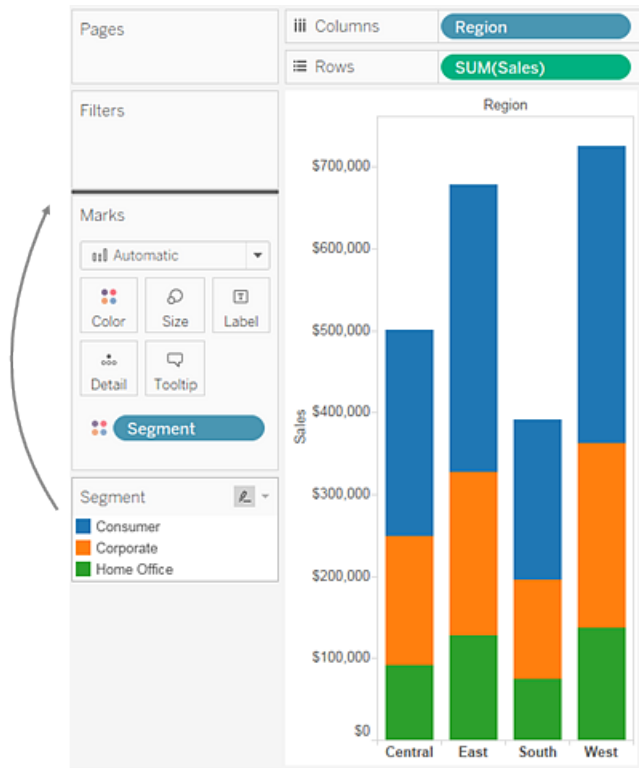 Pages
Columns
Region
Rows
SUM(Sales)
Filters
Marks
Automatic
Color
Size
Label
Detail
Tooltip
Segment
Segment
Consumer
Corporate
Home Office
Region
Sales
$700,000
$600,000
$500,000
$400,000
$300,000
$200,000
$100,000
$0
Central East South West